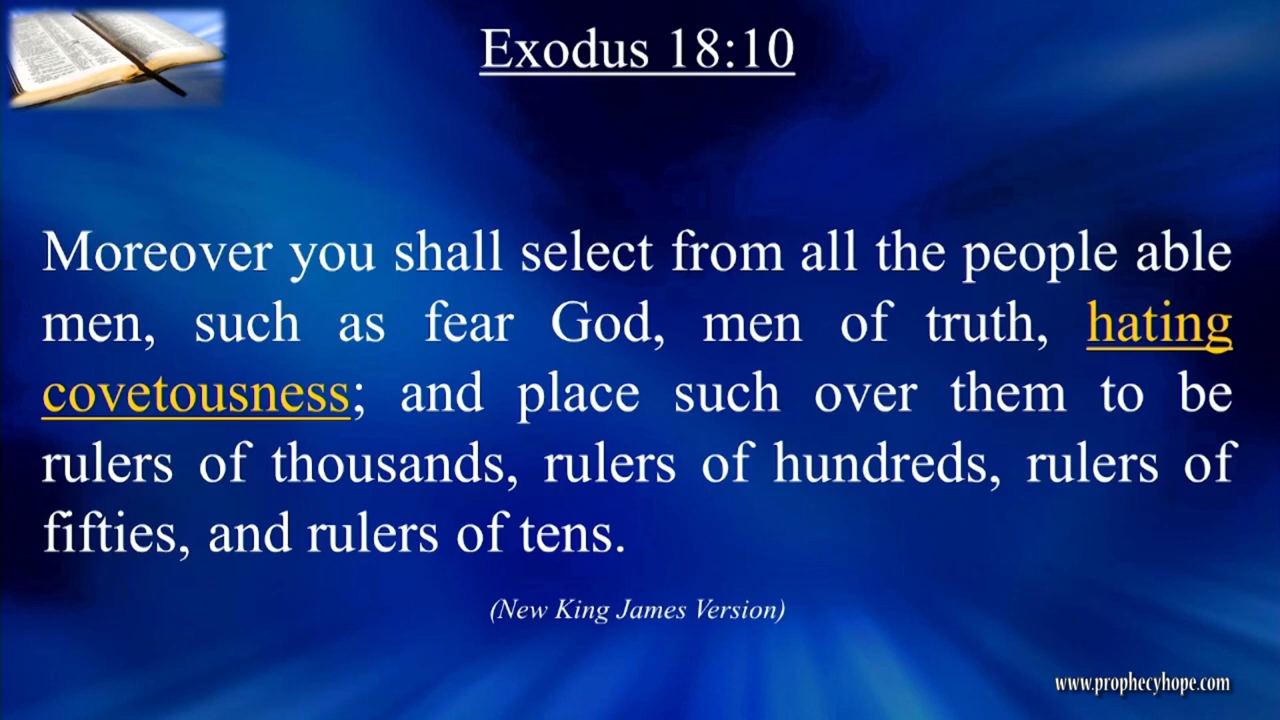 Exodus 18:10
Moreover you shall select from all the people able
men, such as fear God, men of truth, hating
covetousness; and place such over them to be
rulers of thousands, rulers of hundreds, rulers of
fifties, and rulers of tens.
(New King James Version)
www.prophecyhope.com